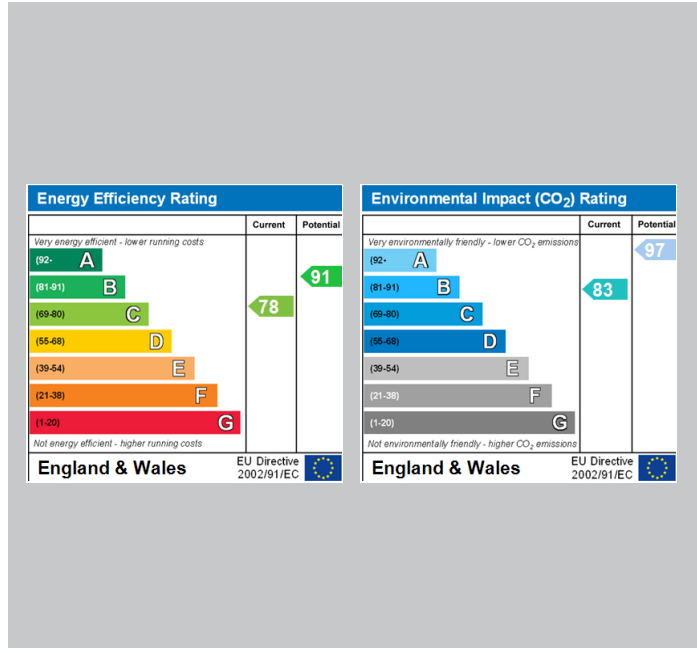 Energy Efficiency Rating
Current Potential
Very energy efficient - lower running costs
(92- A
(81-91) B
(69-80) C
(55-68) D
(39-54) E
(21-38) F
(1-20) G
78
91
Not energy efficient - higher running costs
England & Wales
EU Directive
2002/91/EC
Environmental Impact (CO2) Rating
Current Potential
Very environmentally friendly - lower CO2 emissions
(92- A
(81-91) B
(69-80) C
(55-68) D
(39-54) E
(21-38) F
(1-20) G
83
97
Not environmentally friendly - higher CO2 emissions
England & Wales
EU Directive
2002/91/EC